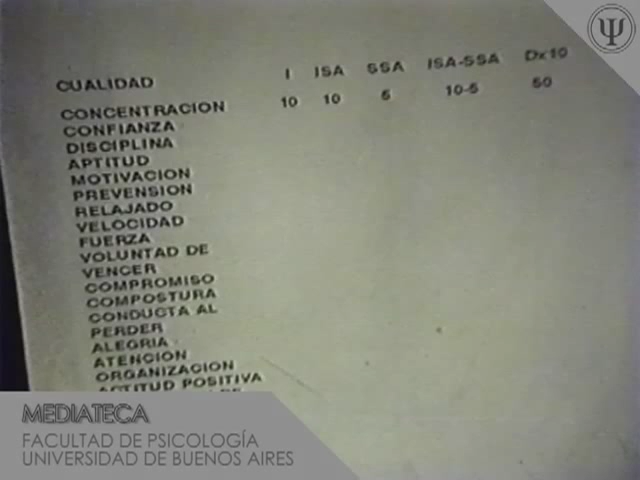 Ψ
CUALIDAD I ISA SSA ISA-SSA Dx10
CONCENTRACION 10 10 5 10-5 50
CONFIANZA
DISCIPLINA
APTITUD
MOTIVACION
PREVENSION
RELAJADO
VELOCIDAD
FUERZA
VOLUNTAD DE
VENCER
COMPROMISO
COMPOSTURA
CONDUCTA AL
PERDER
ALEGRIA
ATENCION
ORGANIZACION
ACTITUD POSITIVA
MEDIATECA
FACULTAD DE PSICOLOGÍA
UNIVERSIDAD DE BUENOS AIRES